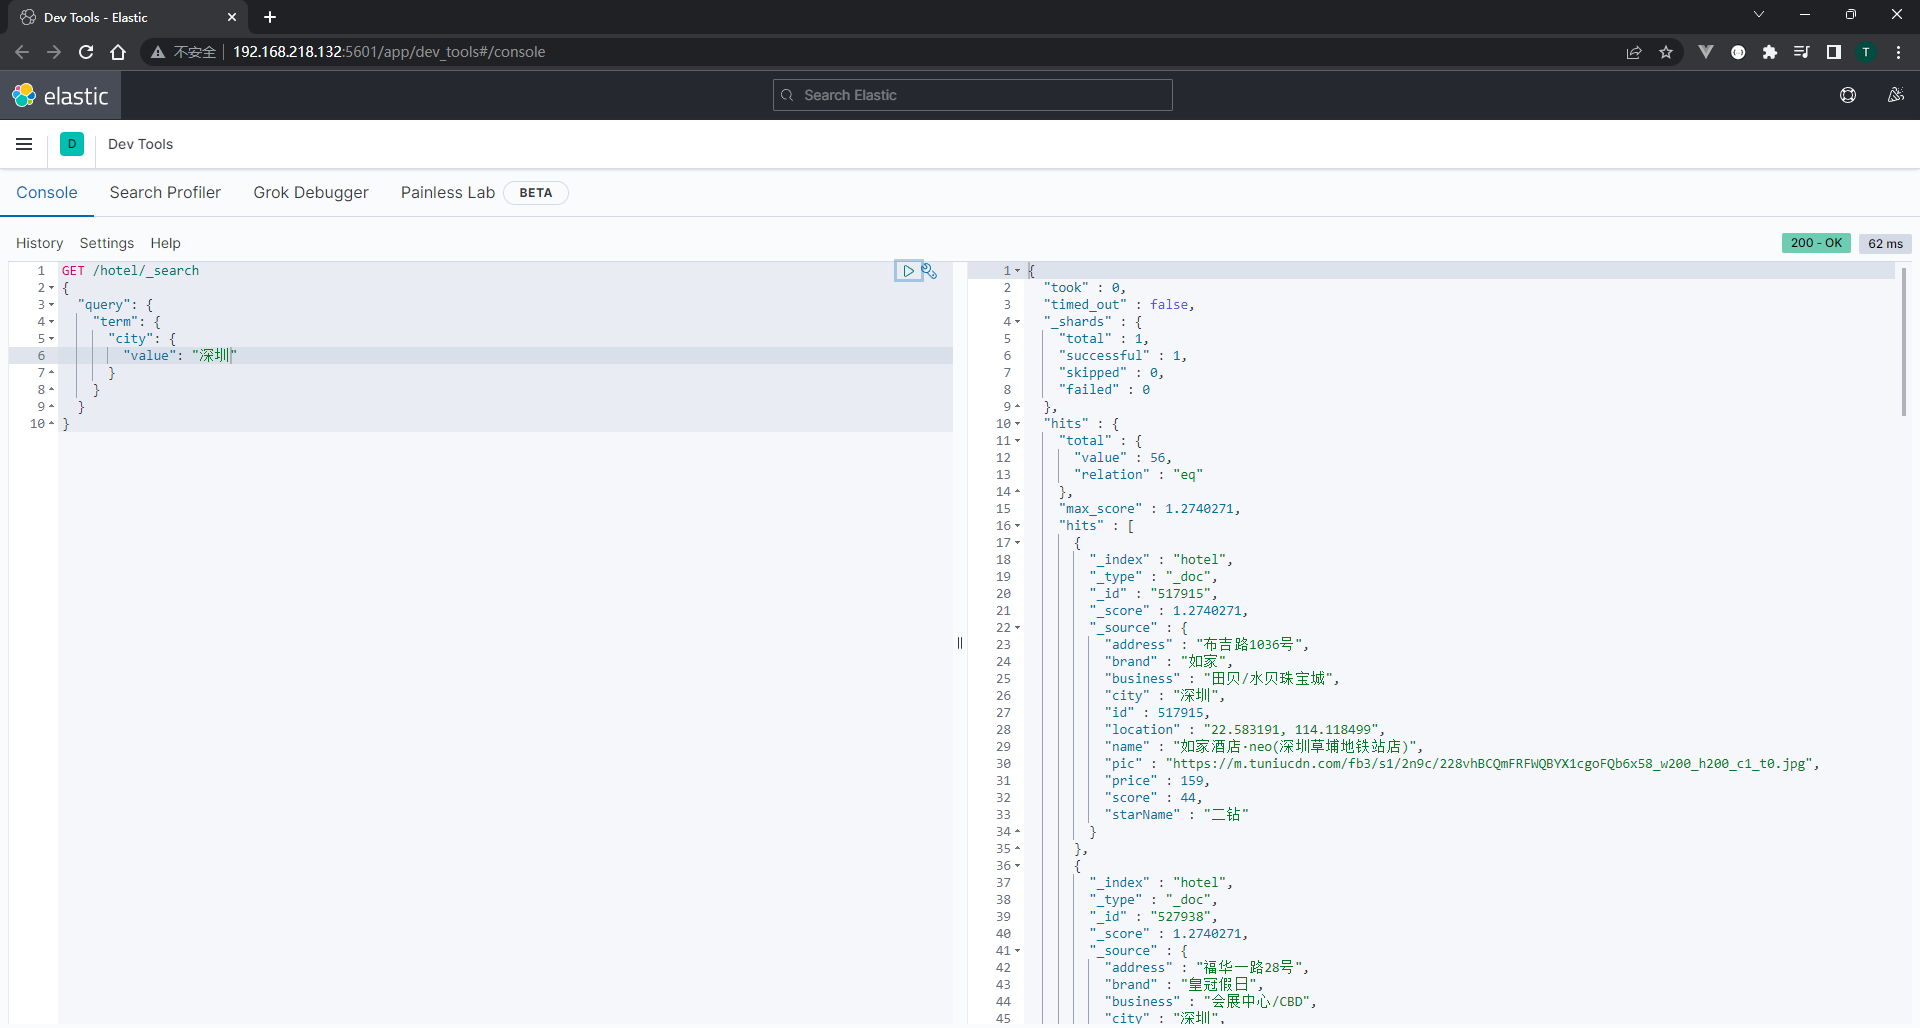 Dev Tools - Elastic
不安全 192.168.218.132:5601/app/dev_tools#/console
T
elastic
Search Elastic
D
Dev Tools
Console Search Profiler Grok Debugger Painless Lab BETA
History Settings Help
200 - OK 62 ms
1 GET /hotel/_search
2 {
3 "query": {
4 "term": {
5 "city": {
6 "value": "深圳"
7 }
8 }
9 }
10 }
1 {
2 "took" : 0,
3 "timed_out" : false,
4 "_shards" : {
5 "total" : 1,
6 "successful" : 1,
7 "skipped" : 0,
8 "failed" : 0
9 },
10 "hits" : {
11 "total" : {
12 "value" : 56,
13 "relation" : "eq"
14 },
15 "max_score" : 1.2740271,
16 "hits" : [
17 {
18 "_index" : "hotel",
19 "_type" : "_doc",
20 "_id" : "517915",
21 "_score" : 1.2740271,
22 "_source" : {
23 "address" : "布吉路1036号",
24 "brand" : "如家",
25 "business" : "田贝/水贝珠宝城",
26 "city" : "深圳",
27 "id" : 517915,
28 "location" : "22.583191, 114.118499",
29 "name" : "如家酒店·neo(深圳草埔地铁站店)",
30 "pic" : "https://m.tuniucdn.com/fb3/s1/2n9c/228vhBCQmFRFWQBYX1cgoFQb6x58_w200_h200_c1_t0.jpg",
31 "price" : 159,
32 "score" : 44,
33 "starName" : "二钻"
34 }
35 },
36 {
37 "_index" : "hotel",
38 "_type" : "_doc",
39 "_id" : "527938",
40 "_score" : 1.2740271,
41 "_source" : {
42 "address" : "福华一路28号",
43 "brand" : "皇冠假日",
44 "business" : "会展中心/CBD",
45 "city" : "深圳",